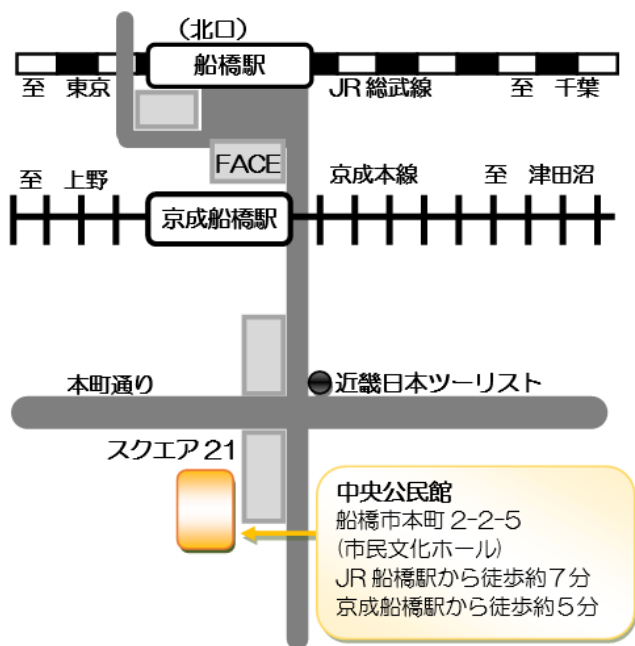 (北口)
船橋駅
至 東京
JR 総武線 至 千葉
FACE
至 上野
京成本線 至 津田沼
京成船橋駅
本町通り
近畿日本ツーリスト
スクエア 21
中央公民館
船橋市本町 2-2-5
(市民文化ホール)
JR 船橋駅から徒歩約7分
京成船橋駅から徒歩約5分